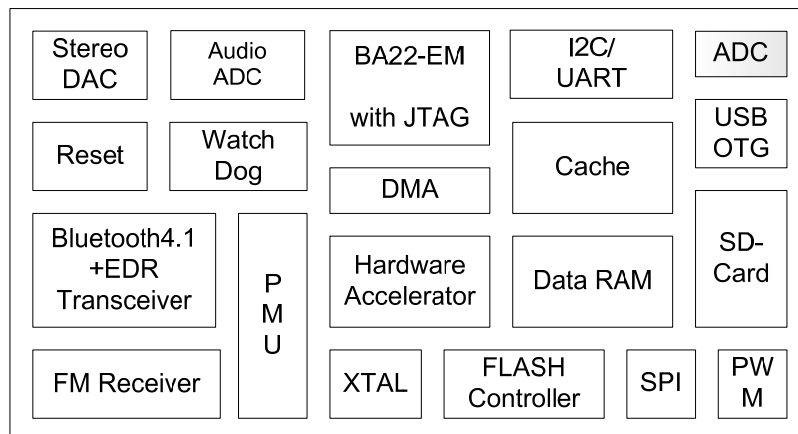 Stereo
DAC
Audio
ADC
BA22-EM
with JTAG
I2C/
UART
ADC
Reset
Watch
Dog
DMA
Cache
USB
OTG
Bluetooth4.1
+EDR
Transceiver
P
M
U
Hardware
Accelerator
Data RAM
SD-
Card
FM Receiver
XTAL
FLASH
Controller
SPI
PW
M